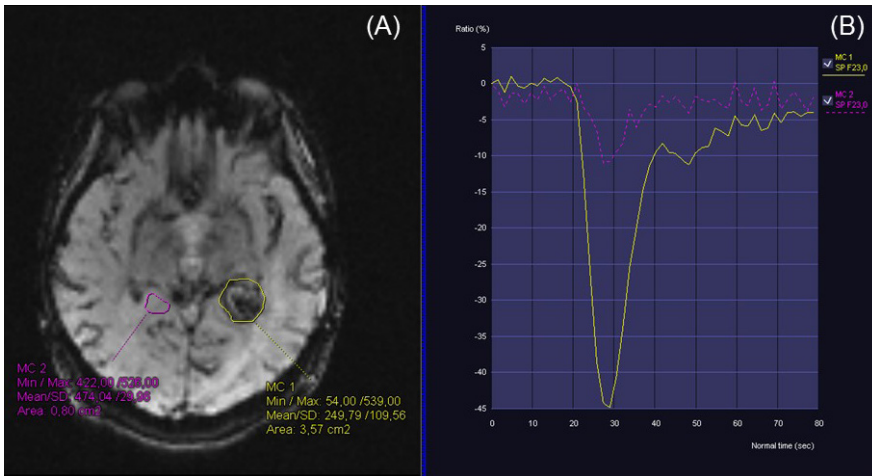 (A)
MC 2
Min / Max: 422,00 /526,00
Mean/SD: 474,04 /29,96
Area: 0,80 cm2
MC 1
Min / Max: 54,00 /539,00
Mean/SD: 249,79 /109,56
Area: 3,57 cm2
(B)
Ratio (%)
MC 1
SP F23,0
MC 2
SP F23,0
5
0
-5
-10
-15
-20
-25
-30
-35
-40
-45
0 10 20 30 40 50 60 70 80
Normal time (sec)